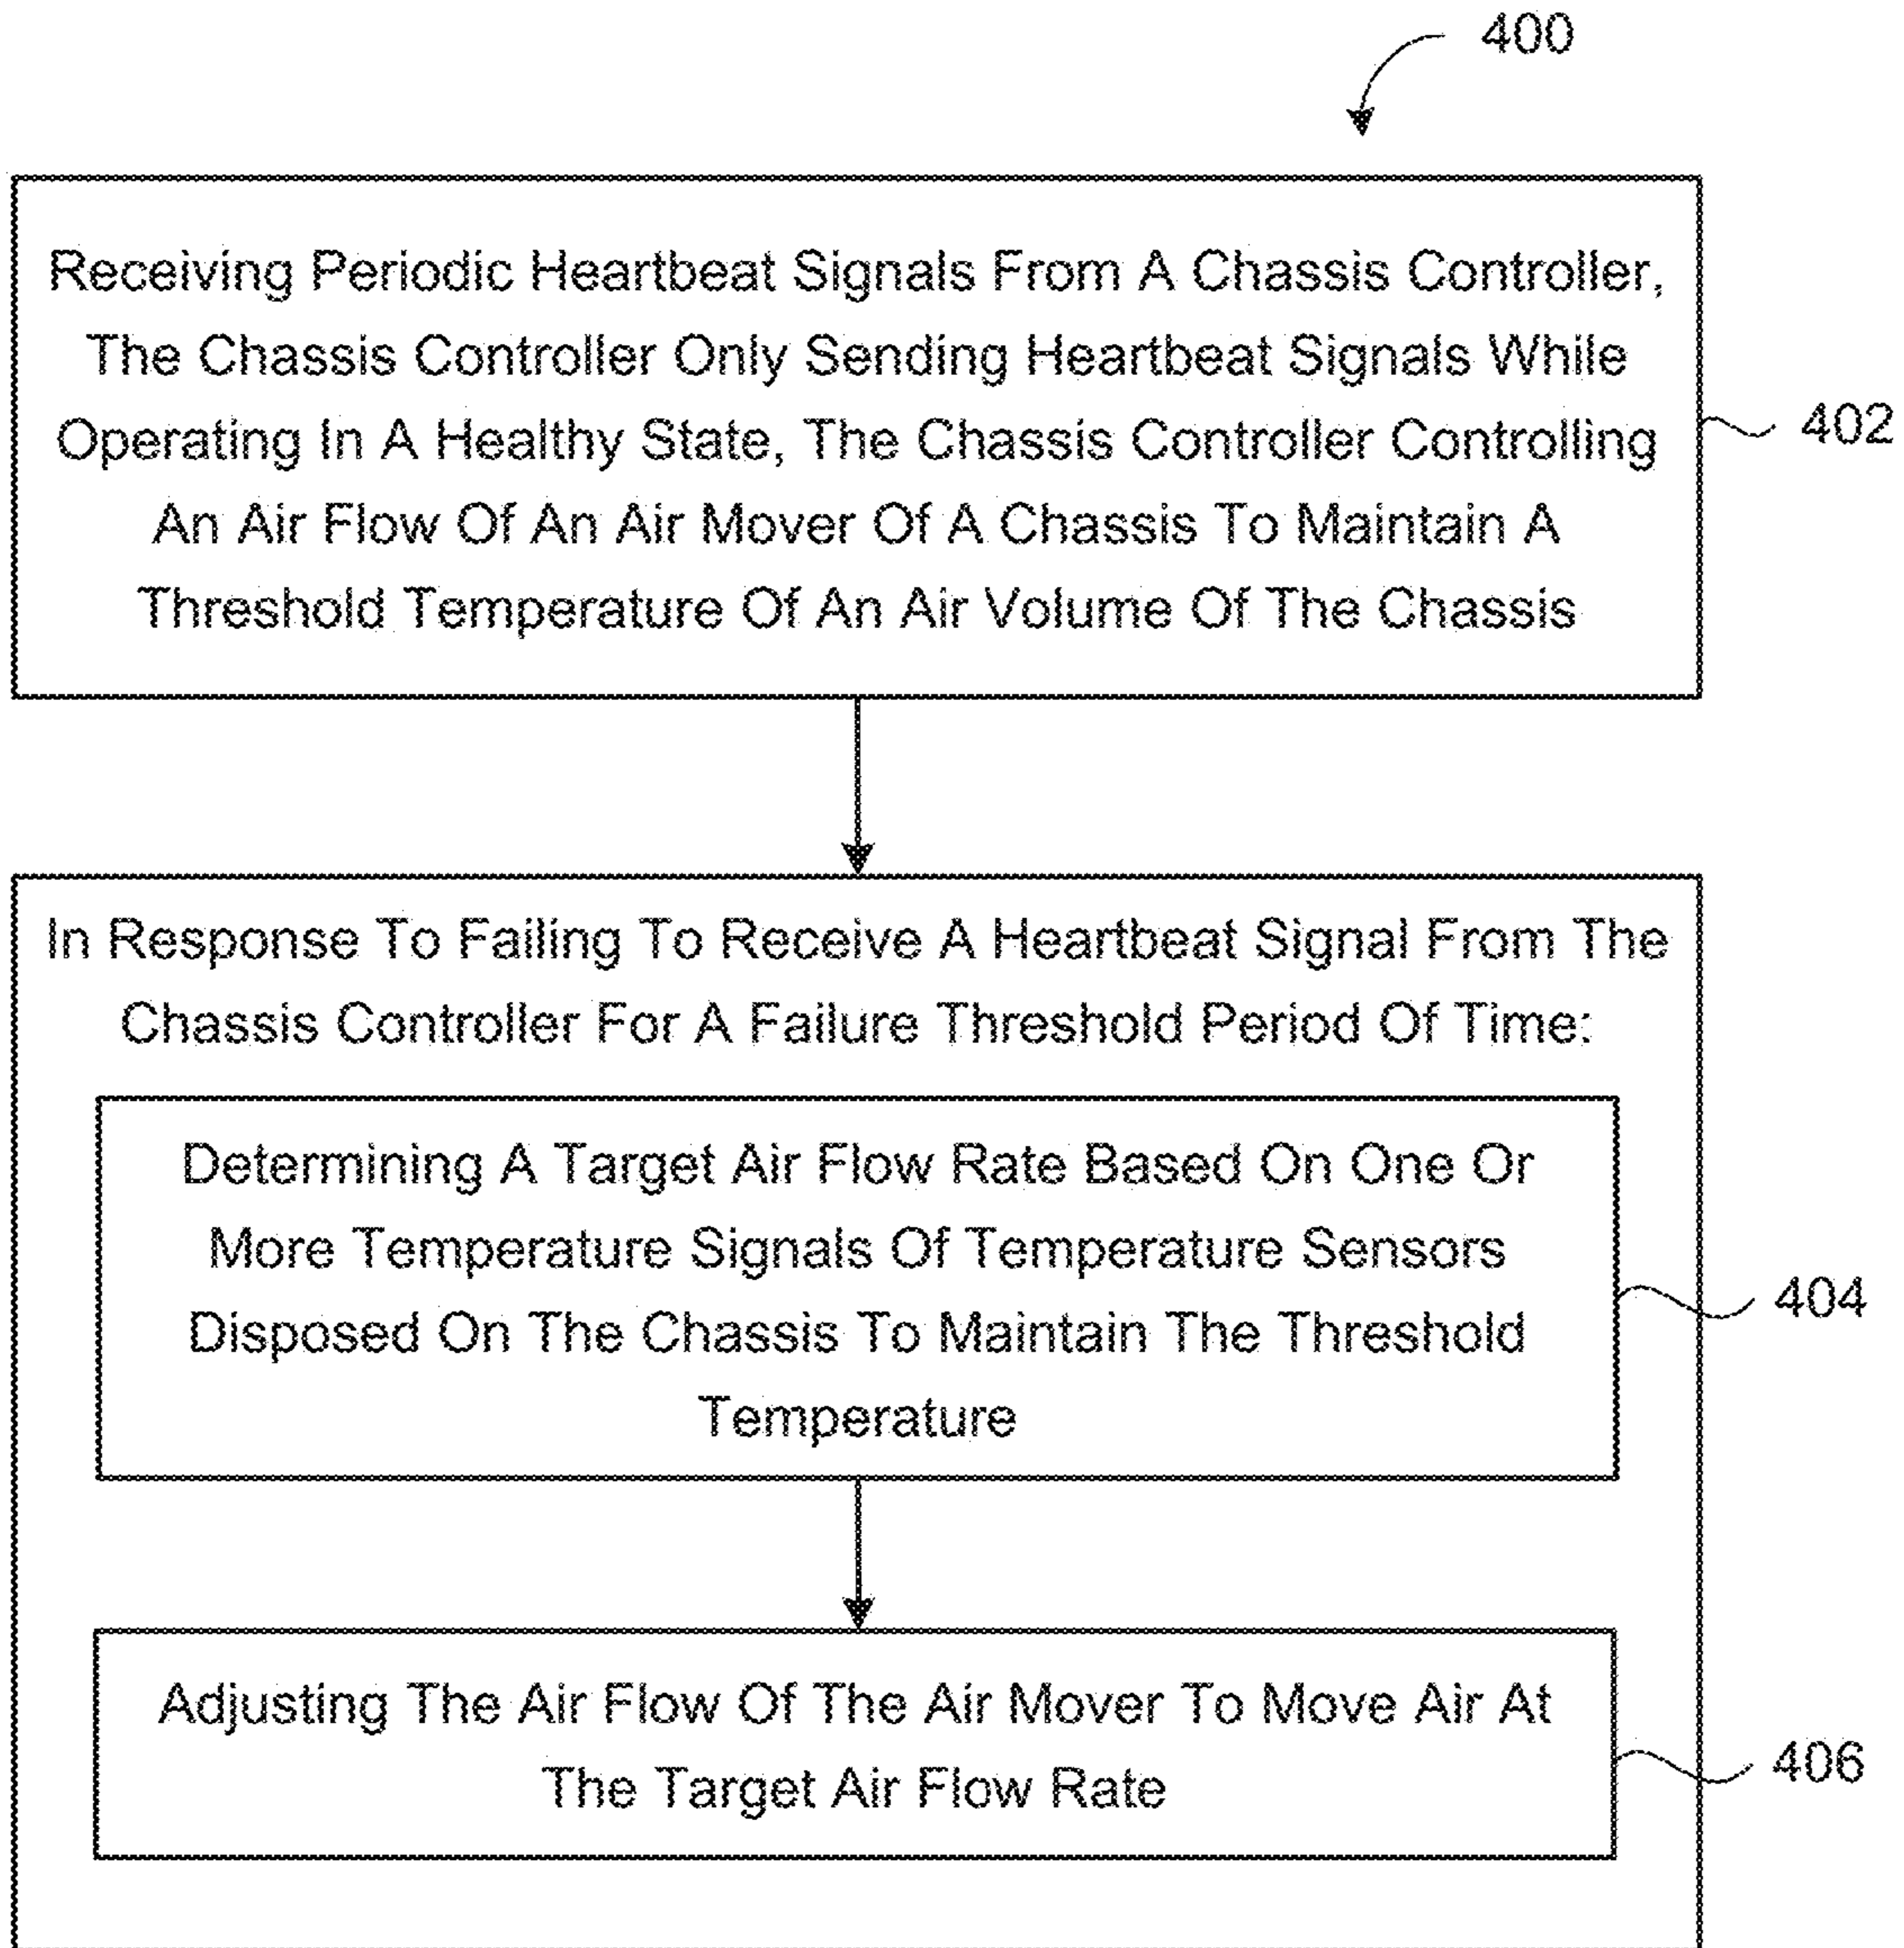 400
Receiving Periodic Heartbeat Signals From A Chassis Controller,
The Chassis Controller Only Sending Heartbeat Signals While
Operating In A Healthy State, The Chassis Controller Controlling
An Air Flow Of An Air Mover Of A Chassis To Maintain A
Threshold Temperature Of An Air Volume Of The Chassis
402
In Response To Failing To Receive A Heartbeat Signal From The
Chassis Controller For A Failure Threshold Period Of Time:
Determining A Target Air Flow Rate Based On One Or
More Temperature Signals Of Temperature Sensors
Disposed On The Chassis To Maintain The Threshold
Temperature
404
Adjusting The Air Flow Of The Air Mover To Move Air At
The Target Air Flow Rate
406